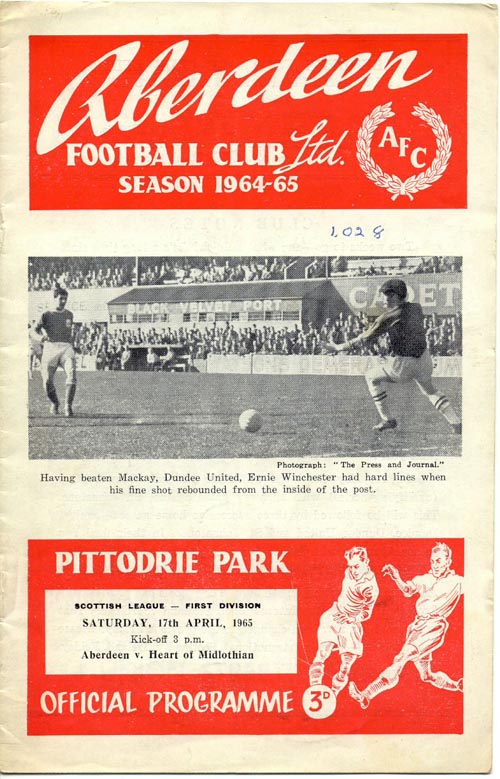 Aberdeen
FOOTBALL CLUB Ltd.
SEASON 1964-65
AFC
1,028
BLACK VELVET PORT
CADET
Photograph: "The Press and Journal."
Having beaten Mackay, Dundee United, Ernie Winchester had hard lines when
his fine shot rebounded from the inside of the post.
PITTODRIE PARK
SCOTTISH LEAGUE — FIRST DIVISION
SATURDAY, 17th APRIL, 1965
Kick-off 3 p.m.
Aberdeen v. Heart of Midlothian
OFFICIAL PROGRAMME
3D